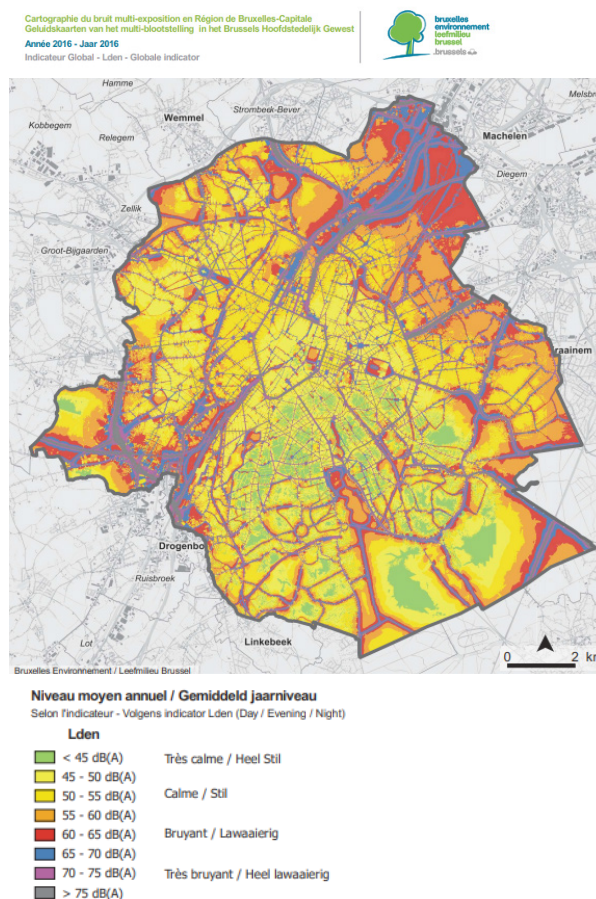 Cartographie du bruit multi-exposition en Région de Bruxelles-Capitale
Geluidskaarten van het multi-blootstelling in het Brussels Hoofdstedelijk Gewest
Année 2016 - Jaar 2016
Indicateur Global - Lden - Globale indicator
bruxelles
environnement
leefmilieu
brussel
.brussels
Hamme
Strombeek-Bever
Melsbr
Wemmel
Kobbegem
Relegem
Machelen
Diegem
Zellik
Groot-Bijgaarden
raainem
Drogenbo
Ruisbroek
Lot
Linkebeek
0 2 km
Bruxelles Environnement / Leefmilieu Brussel
Niveau moyen annuel / Gemiddeld jaarniveau
Selon l'indicateur - Volgens indicator Lden (Day / Evening / Night)
Lden
< 45 dB(A) Très calme / Heel Stil
45 - 50 dB(A)
50 - 55 dB(A) Calme / Stil
55 - 60 dB(A)
60 - 65 dB(A) Bruyant / Lawaaierig
65 - 70 dB(A)
70 - 75 dB(A) Très bruyant / Heel lawaaierig
> 75 dB(A)